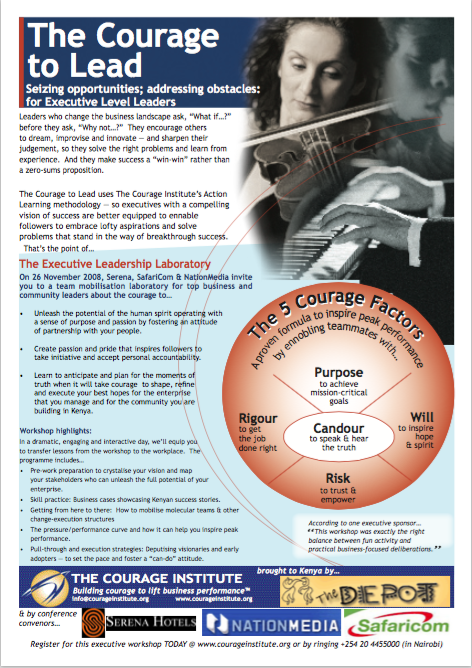 The Courage
to Lead
Seizing opportunities; addressing obstacles:
for Executive Level Leaders
Leaders who change the business landscape ask, “What if…?”
before they ask, “Why not…?” They encourage others
to dream, improvise and innovate — and sharpen their
judgement, so they solve the right problems and learn from
experience. And they make success a “win-win” rather than
a zero-sums proposition.
The Courage to Lead uses The Courage Institute’s Action
Learning methodology — so executives with a compelling
vision of success are better equipped to ennable
followers to embrace lofty aspirations and solve
problems that stand in the way of breakthrough success.
That’s the point of…
The Executive Leadership Laboratory
On 26 November 2008, Serena, SafariCom & NationMedia invite
you to a team mobilisation laboratory for top business and
community leaders about the courage to…
• Unleash the potential of the human spirit operating with
a sense of purpose and passion by fostering an attitude
of partnership with your people.
• Create passion and pride that inspires followers to
take initiative and accept personal accountability.
• Learn to anticipate and plan for the moments of
truth when it will take courage to shape, refine
and execute your best hopes for the enterprise
that you manage and for the community you are
building in Kenya.
Workshop highlights:
In a dramatic, engaging and interactive day, we’ll equip you
to transfer lessons from the workshop to the workplace. The
programme includes…
• Pre-work preparation to crystalise your vision and map
your stakeholders who can unleash the full potential of your
enterprise.
• Skill practice: Business cases showcasing Kenyan success stories.
• Getting from here to there: How to mobilise molecular teams & other
change-execution structures
• The pressure/performance curve and how it can help you inspire peak
performance.
• Pull-through and execution strategies: Deputising visionaries and early
adopters — to set the pace and foster a “can-do” attitude.
The 5 Courage Factors
A proven formula to inspire peak performance
by ennobling teammates with…
Purpose
to achieve
mission-critical
goals
Rigour
to get
the job
done right
Candour
to speak & hear
the truth
Will
to inspire
hope
& spirit
Risk
to trust &
empower
According to one executive sponsor…
“This workshop was exactly the right
balance between fun activity and
practical business-focused deliberations.”
THE COURAGE INSTITUTE
Building courage to lift business performance™
info@courageinstitute.org www.courageinstitute.org
brought to Kenya by…
The DEPOT
& by conference
convenors…
SERENA HOTELS
NATIONMEDIA
Safaricom
Register for this executive workshop TODAY @ www.courageinstitute.org or by ringing +254 20 4455000 (in Nairobi)